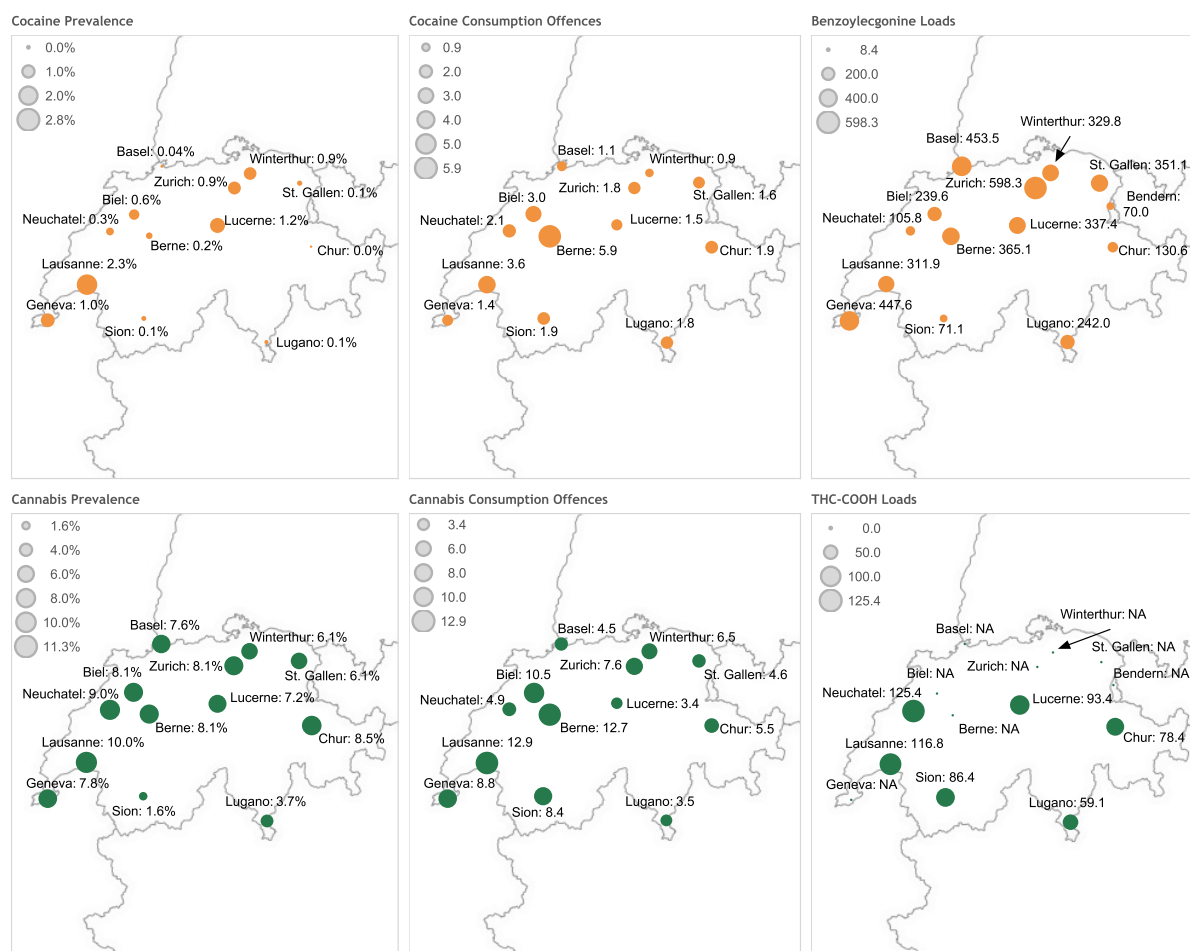 Cocaine Prevalence
0.0%
1.0%
2.0%
2.8%
Basel: 0.04%
Winterthur: 0.9%
Zurich: 0.9%
St. Gallen: 0.1%
Biel: 0.6%
Neuchatel: 0.3%
Lucerne: 1.2%
Berne: 0.2%
Chur: 0.0%
Lausanne: 2.3%
Geneva: 1.0%
Sion: 0.1%
Lugano: 0.1%
Cocaine Consumption Offences
0.9
2.0
3.0
4.0
5.0
5.9
Basel: 1.1
Winterthur: 0.9
Zurich: 1.8
St. Gallen: 1.6
Biel: 3.0
Neuchatel: 2.1
Lucerne: 1.5
Berne: 5.9
Chur: 1.9
Lausanne: 3.6
Geneva: 1.4
Sion: 1.9
Lugano: 1.8
Benzoylecgonine Loads
8.4
200.0
400.0
598.3
Winterthur: 329.8
Basel: 453.5
St. Gallen: 351.1
Zurich: 598.3
Biel: 239.6
Bendern:
70.0
Neuchatel: 105.8
Lucerne: 337.4
Berne: 365.1
Chur: 130.6
Lausanne: 311.9
Geneva: 447.6
Sion: 71.1
Lugano: 242.0
Cannabis Prevalence
1.6%
4.0%
6.0%
8.0%
10.0%
11.3%
Basel: 7.6%
Winterthur: 6.1%
Zurich: 8.1%
St. Gallen: 6.1%
Biel: 8.1%
Neuchatel: 9.0%
Lucerne: 7.2%
Berne: 8.1%
Chur: 8.5%
Lausanne: 10.0%
Geneva: 7.8%
Sion: 1.6%
Lugano: 3.7%
Cannabis Consumption Offences
3.4
6.0
8.0
10.0
12.9
Basel: 4.5
Winterthur: 6.5
Zurich: 7.6
St. Gallen: 4.6
Biel: 10.5
Neuchatel: 4.9
Lucerne: 3.4
Berne: 12.7
Chur: 5.5
Lausanne: 12.9
Geneva: 8.8
Sion: 8.4
Lugano: 3.5
THC-COOH Loads
0.0
50.0
100.0
125.4
Winterthur: NA
Basel: NA
St. Gallen: NA
Zurich: NA
Biel: NA
Bendern: NA
Neuchatel: 125.4
Lucerne: 93.4
Berne: NA
Chur: 78.4
Lausanne: 116.8
Geneva: NA
Sion: 86.4
Lugano: 59.1